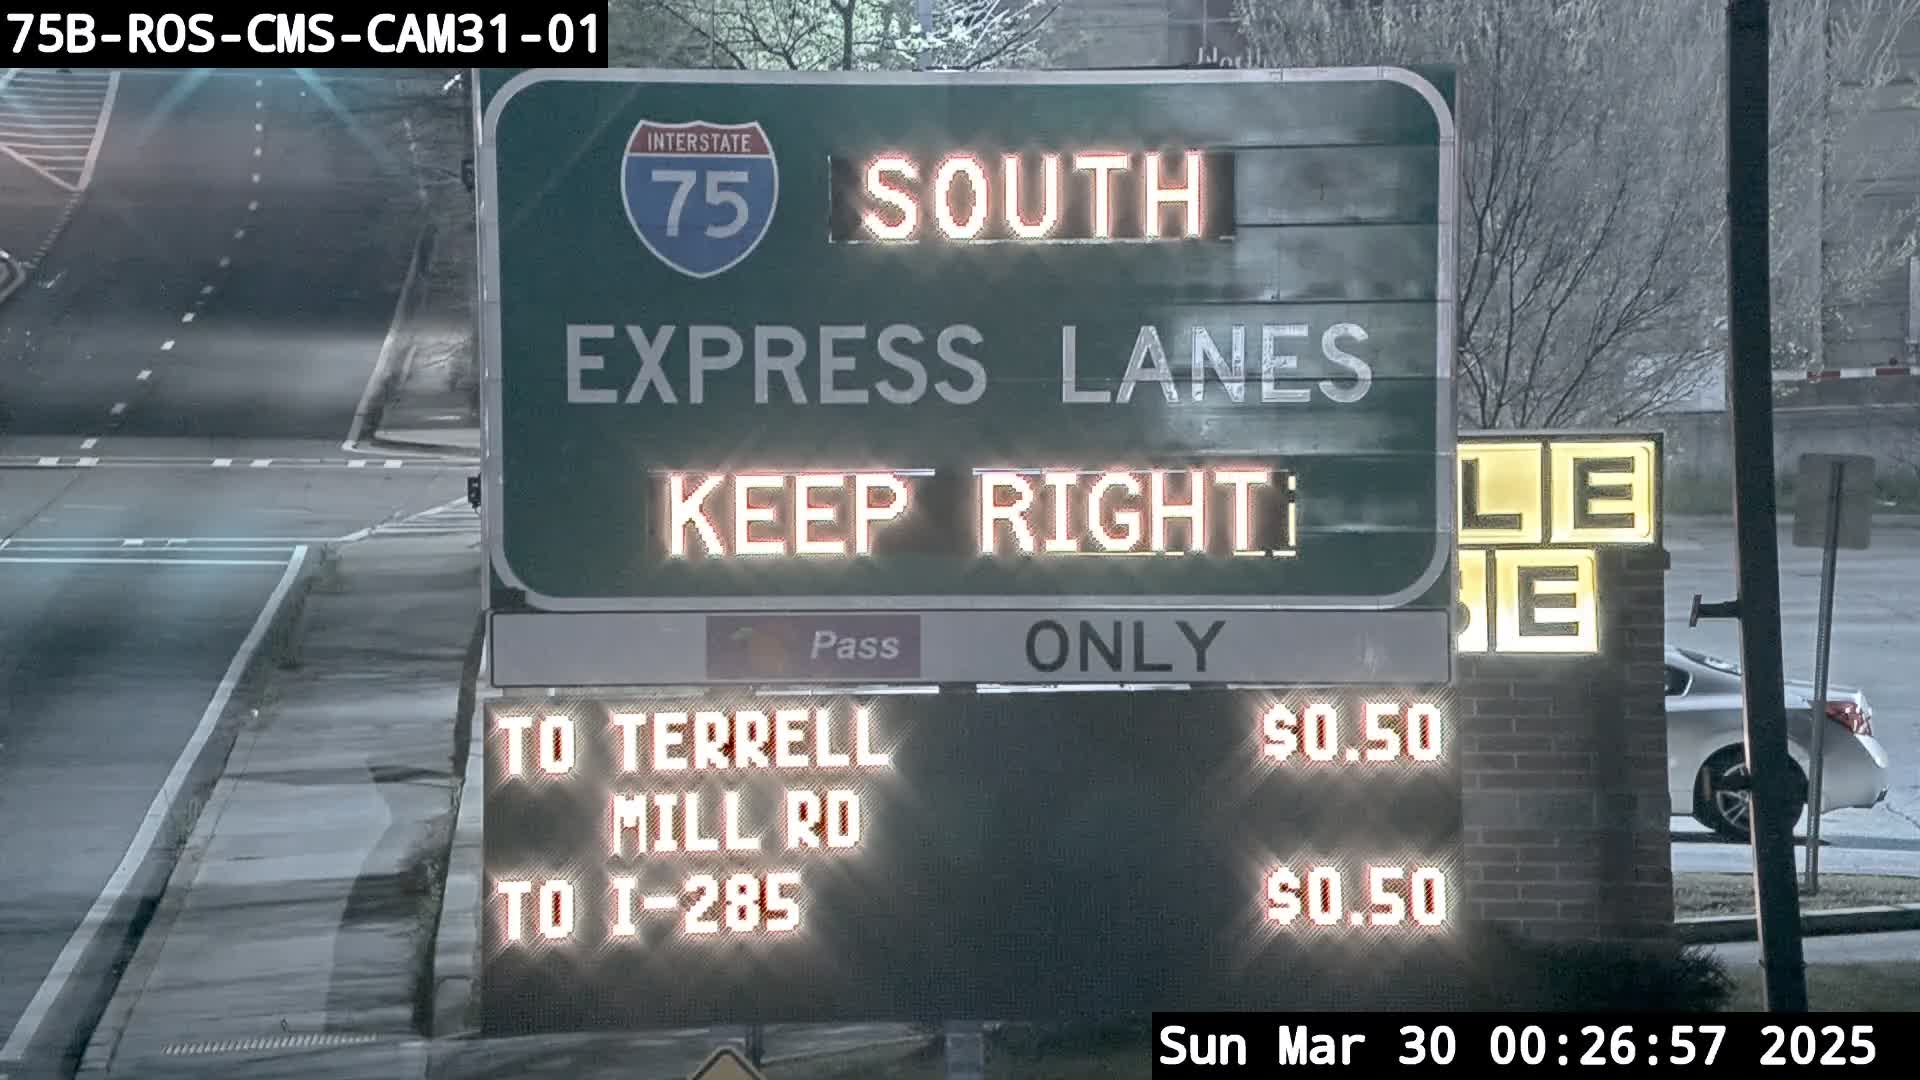 75B-ROS-CMS-CAM31-01
INTERSTATE
75
SOUTH
EXPRESS LANES
KEEP RIGHT
Pass
ONLY
LE
E
TO TERRELL $0.50
MILL RD
TO I-285 $0.50
Sun Mar 30 00:26:57 2025